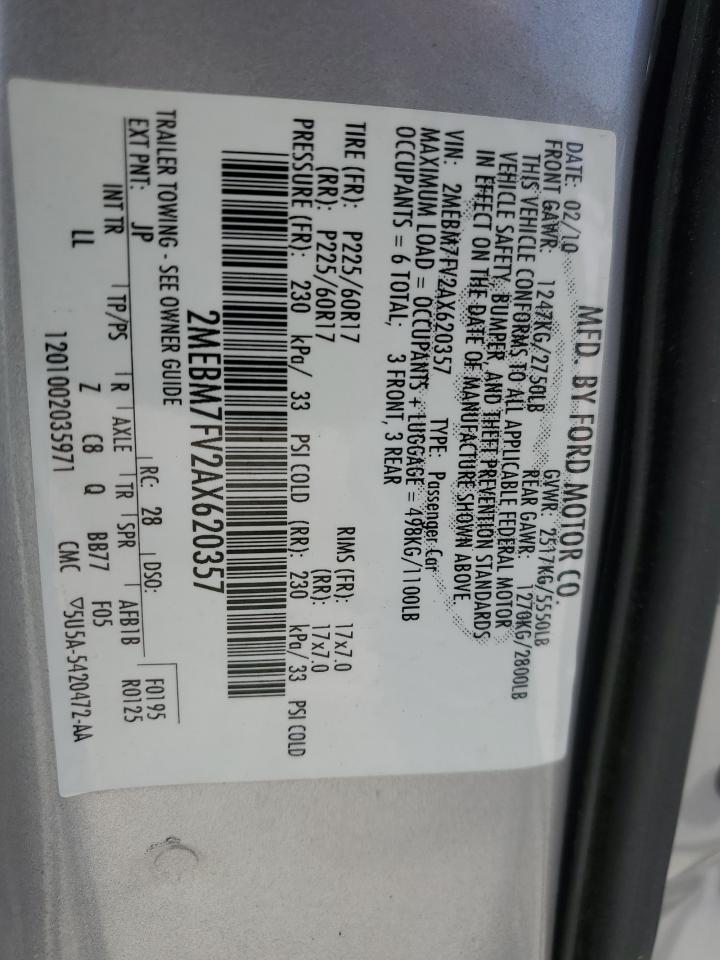 MFD. BY FORD MOTOR CO.
DATE: 02/10 GVWR: 2517KG/5550LB
FRONT GAWR: 1247KG/2750LB REAR GAWR: 1270KG/2800LB
THIS VEHICLE CONFORMS TO ALL APPLICABLE FEDERAL MOTOR
VEHICLE SAFETY, BUMPER, AND THEFT PREVENTION STANDARDS
IN EFFECT ON THE DATE OF MANUFACTURE SHOWN ABOVE.
VIN: 2MEBM7FV2AX620357 TYPE: Passenger Car
MAXIMUM LOAD = OCCUPANTS + LUGGAGE = 498KG/1100LB
OCCUPANTS = 6 TOTAL; 3 FRONT, 3 REAR
TIRE (FR): P225/60R17 RIMS (FR): 17x7.0
(RR): P225/60R17 (RR): 17x7.0
PRESSURE (FR): 230 kPa/ 33 PSI COLD (RR): 230 kPa/ 33 PSI COLD
2MEBM7FV2AX620357
TRAILER TOWING - SEE OWNER GUIDE
EXT PNT: JP RC: 28 DSO: F0195
AFB1B R0125
INT TR TP/PS R AXLE TR SPR
LL Z C8 Q BB77 F05
1201002035971 CMC ▽5U5A-5420472-AA